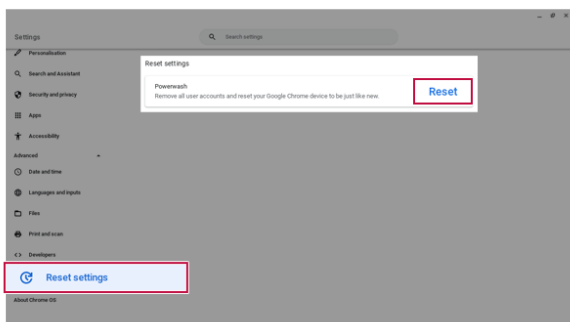 Settings
Search settings
Personalization
Search and Assistant
Security and privacy
Apps
Accessibility
Advanced
Date and time
Languages and inputs
Files
Print and scan
Developers
Reset settings
About Chrome OS
Reset settings
Powerwash
Remove all user accounts and reset your Google Chrome device to be just like new.
Reset